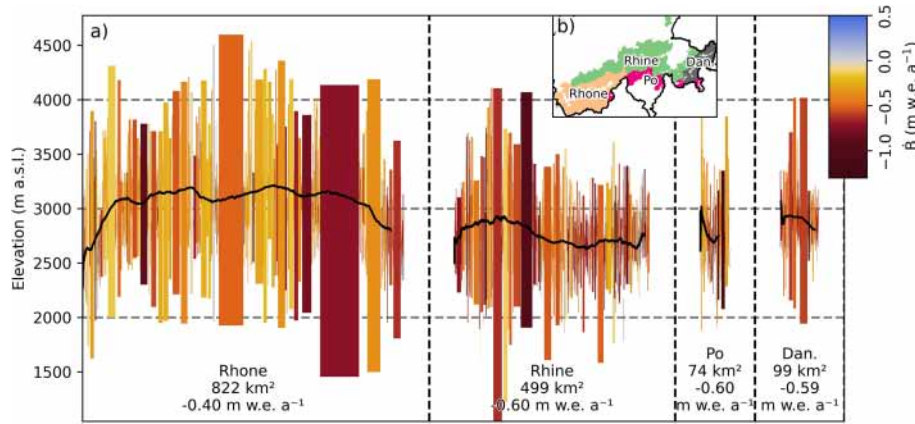 a)
b)
Rhine
Dan.
Po
Rhone
Elevation (m a.s.l.)
4500
4000
3500
3000
2500
2000
1500
Rhone
822 km²
-0.40 m w.e. a⁻¹
Rhine
499 km²
-0.60 m w.e. a⁻¹
Po
74 km²
-0.60
m w.e. a⁻¹
Dan.
99 km²
-0.59
m w.e. a⁻¹
0.5
0.0
−0.5
−1.0
Ḃ (m w.e. a⁻¹)